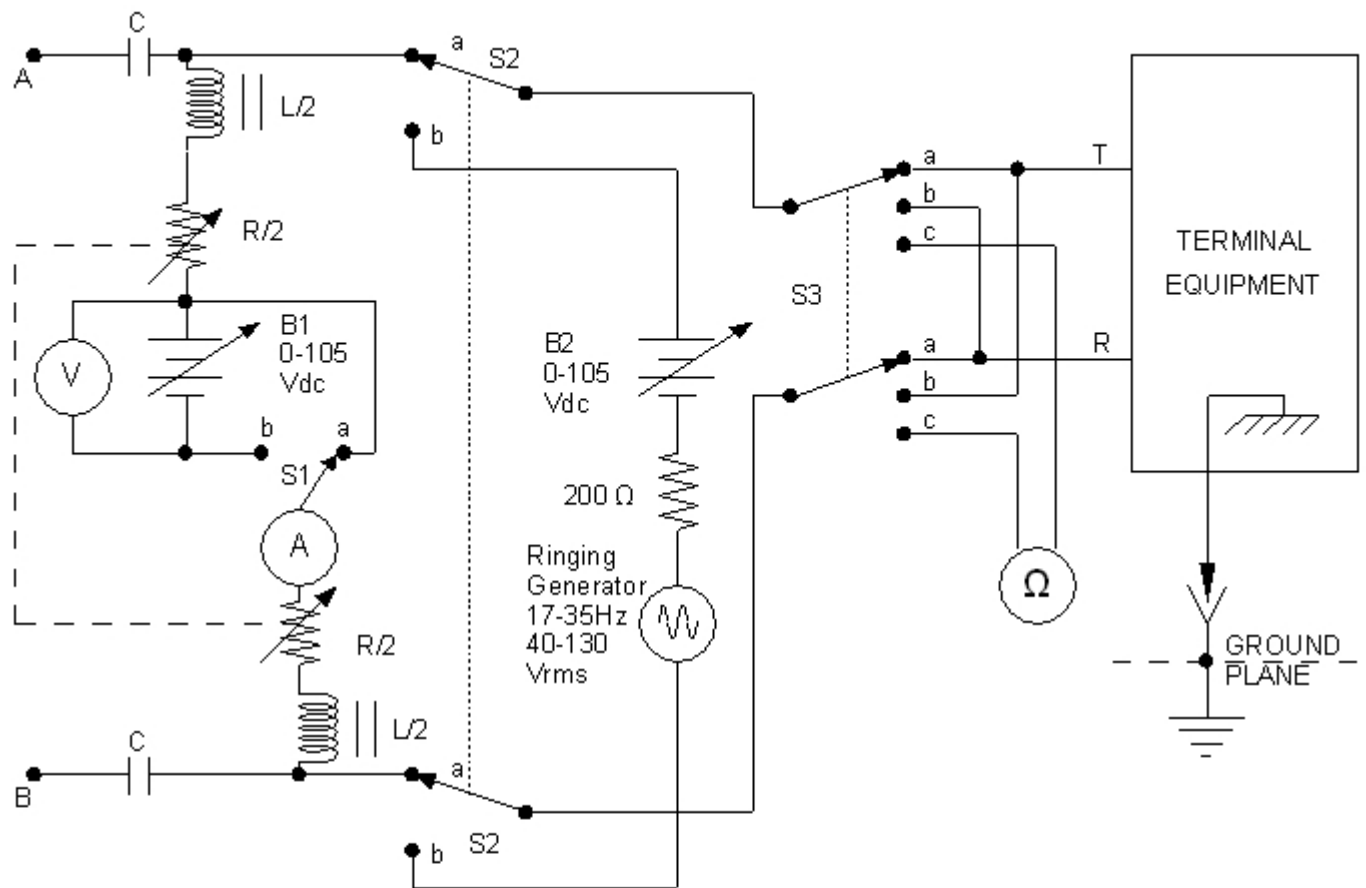 C
A
L/2
a
S2
b
R/2
B1
0-105
Vdc
V
b
a
S1
A
R/2
L/2
C
B
a
S2
b
B2
0-105
Vdc
200 Ω
Ringing
Generator
17-35Hz
40-130
Vrms
S3
a
b
c
a
b
c
T
R
Ω
TERMINAL
EQUIPMENT
GROUND
PLANE